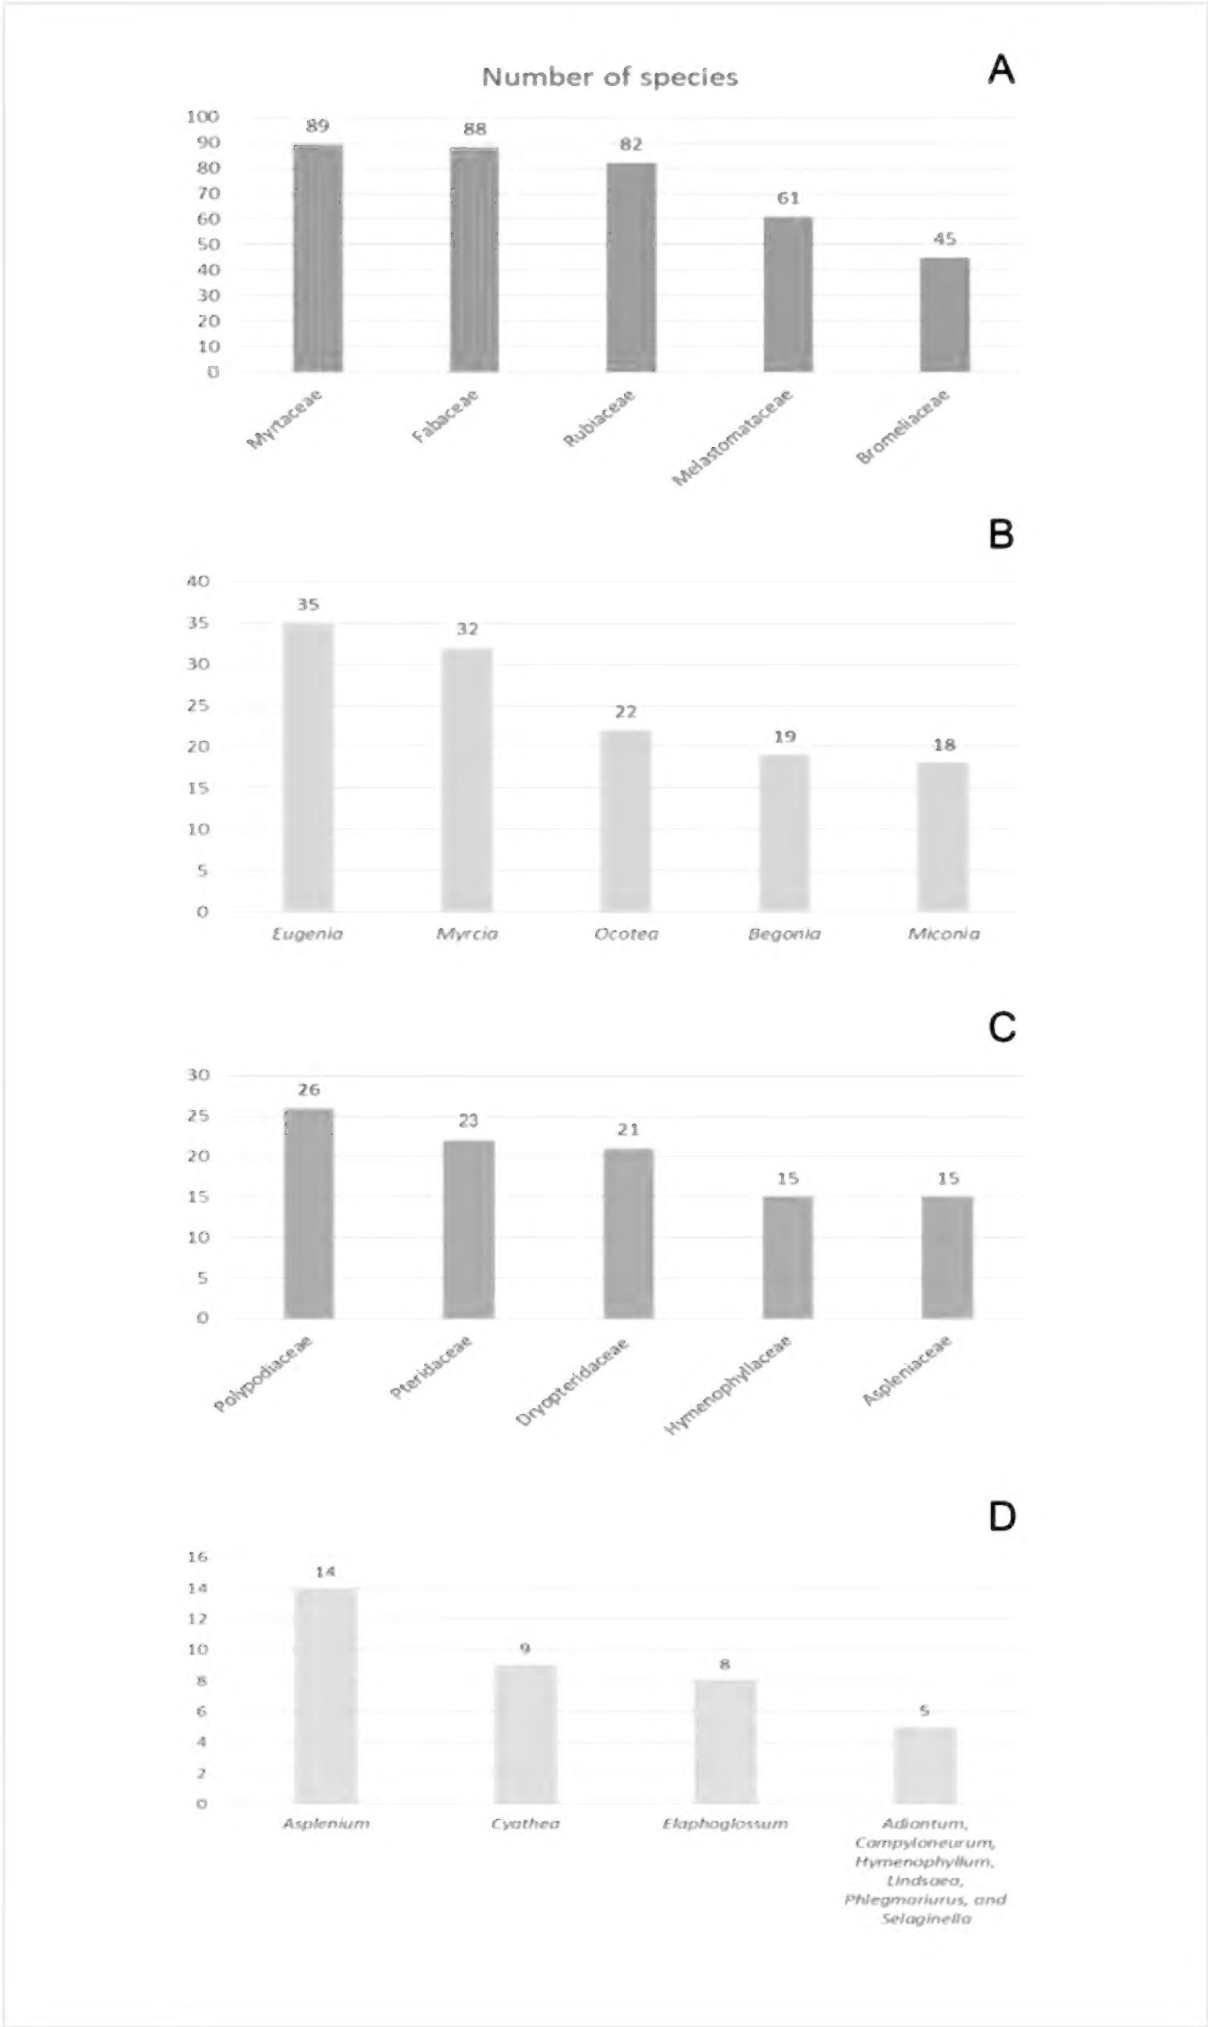 Number of species
A
100
90
80
70
60
50
40
30
20
10
0
89
88
82
61
45
Myrtaceae
Fabaceae
Rubiaceae
Melastomataceae
Bromeliaceae
B
40
35
30
25
20
15
10
5
0
35
32
22
19
18
Eugenia
Myrcia
Ocotea
Begonia
Miconia
C
30
25
20
15
10
5
0
26
23
21
15
15
Polypodiaceae
Pteridaceae
Dryopteridaceae
Hymenophyllaceae
Aspleniaceae
D
16
14
12
10
8
6
4
2
0
14
9
8
5
Asplenium
Cyathea
Elaphoglossum
Adiantum,
Campyloneurum,
Hymenophyllum,
Lindsaea,
Phlegmariurus, and
Selaginella